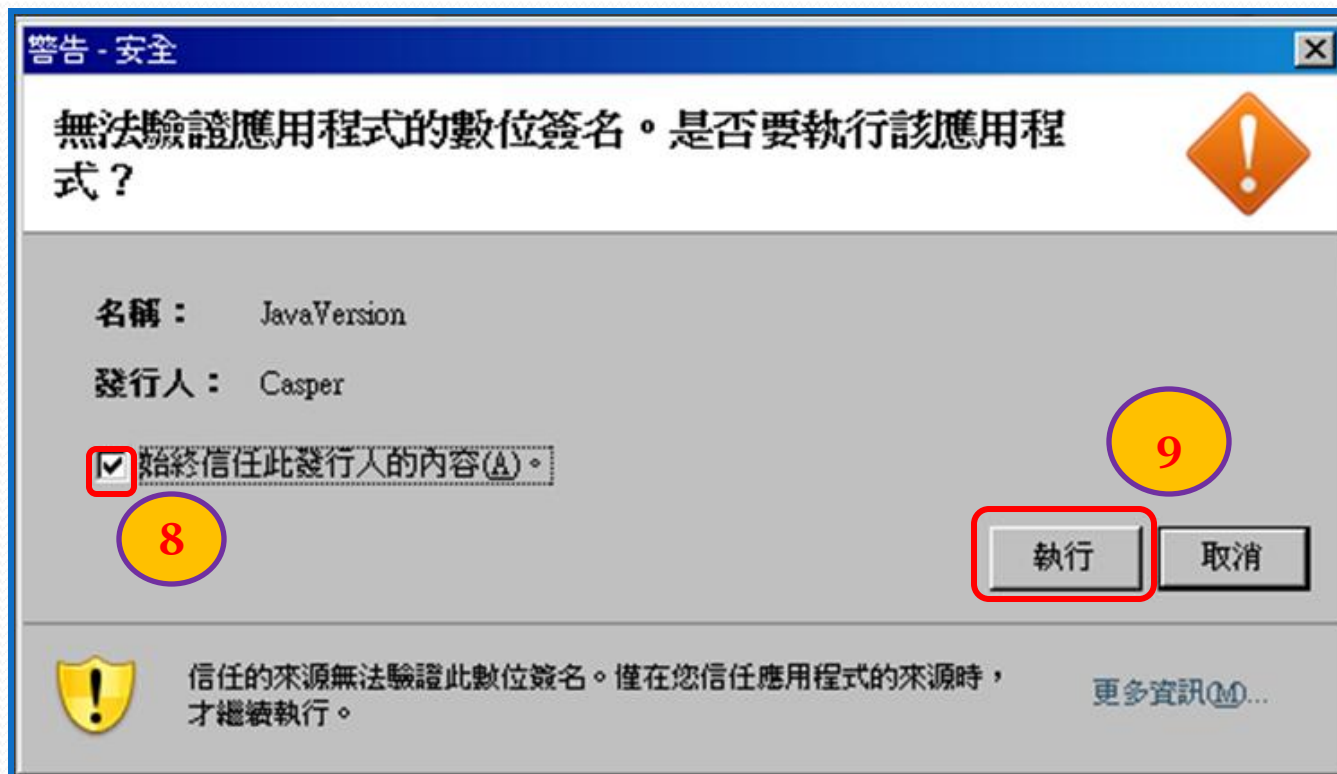 警告 - 安全
無法驗證應用程式的數位簽名。是否要執行該應用程
式？
名稱： JavaVersion
發行人： Casper
始終信任此發行人的內容(A)。
8
9
執行 取消
信任的來源無法驗證此數位簽名。僅在您信任應用程式的來源時，
才繼續執行。
更多資訊(M)...